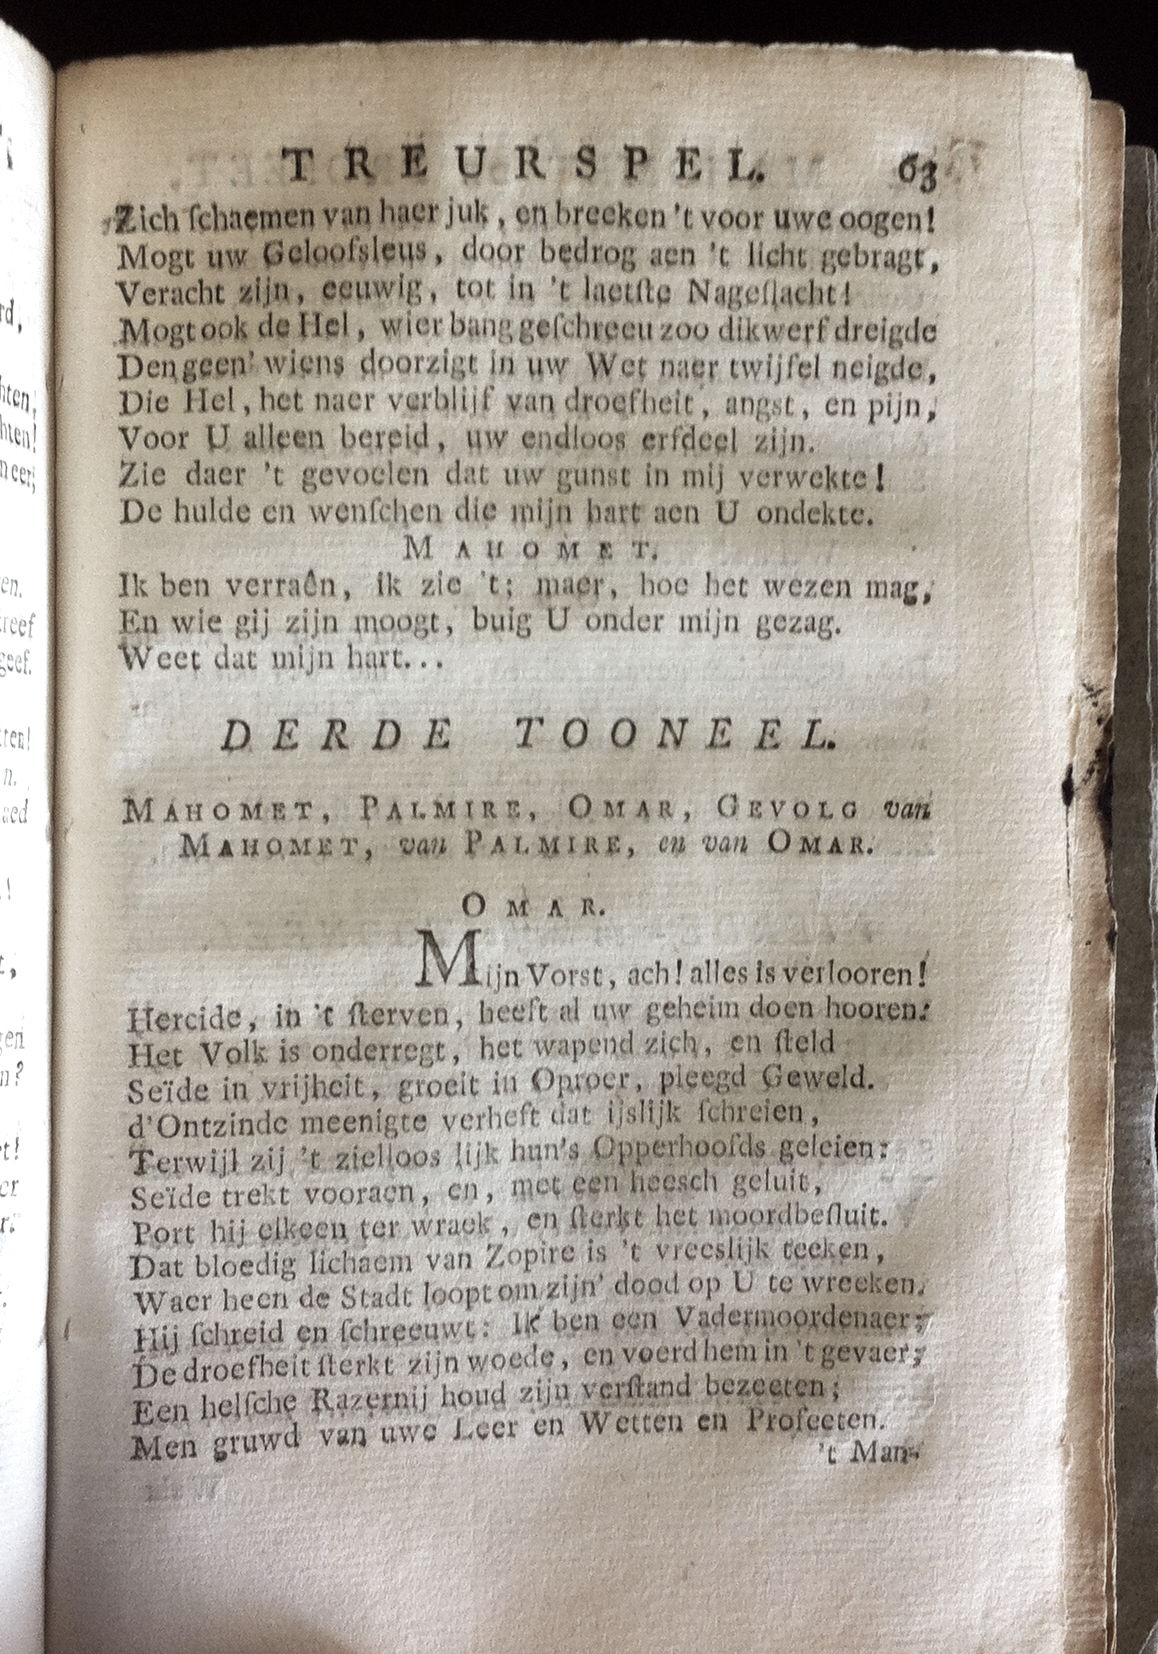 TREURSPEL. 63
Zich ſchaemen van haer juk, en breeken 't voor uwe oogen!
Mogt uw Geloofsleus, door bedrog aen 't licht gebragt,
Veracht zijn, eeuwig, tot in 't laetſte Nageſlacht!
Mogt ook de Hel, wier bang geſchreeu zoo dikwerf dreigde
Den geen' wiens doorzigt in uw Wet naer twijfel neigde,
Die Hel, het naer verblijf van droefheit, angst, en pijn,
Voor U alleen bereid, uw endloos erfdeel zijn.
Zie daer 't gevoelen dat uw gunst in mij verwekte!
De hulde en wenſchen die mijn hart aen U ondekte.
MAHOMET.
Ik ben verraên, ik zie 't; maer, hoe het wezen mag,
En wie gij zijn moogt, buig U onder mijn gezag.
Weet dat mijn hart...
DERDE TOONEEL.
MAHOMET, PALMIRE, OMAR, GEVOLG van
MAHOMET, van PALMIRE, en van OMAR.
OMAR.
Mijn Vorst, ach! alles is verlooren!
Hercide, in 't ſterven, heeft al uw geheim doen hooren:
Het Volk is onderregt, het wapend zich, en ſteld
Seïde in vrijheit, groeit in Oproer, pleegd Geweld.
d'Ontzinde meenigte verheft dat ijslijk ſchreien,
Terwijl zij 't zielloos lijk hun's Opperhoofds geleien:
Seïde trekt vooraen, en, met een heesch geluit,
Port hij elkeen ter wraek, en ſterkt het moordbeſluit.
Dat bloedig lichaem van Zopire is 't vreeslijk teeken,
Waer heen de Stadt loopt om zijn' dood op U te wreeken.
Hij ſchreid en ſchreeuwt: Ik ben een Vadermoordenaer;
De droefheit ſterkt zijn woede, en voerd hem in 't gevaer;
Een helſche Razernij houd zijn verſtand bezeeten;
Men gruwd van uwe Leer en Wetten en Profeeten.
't Man-